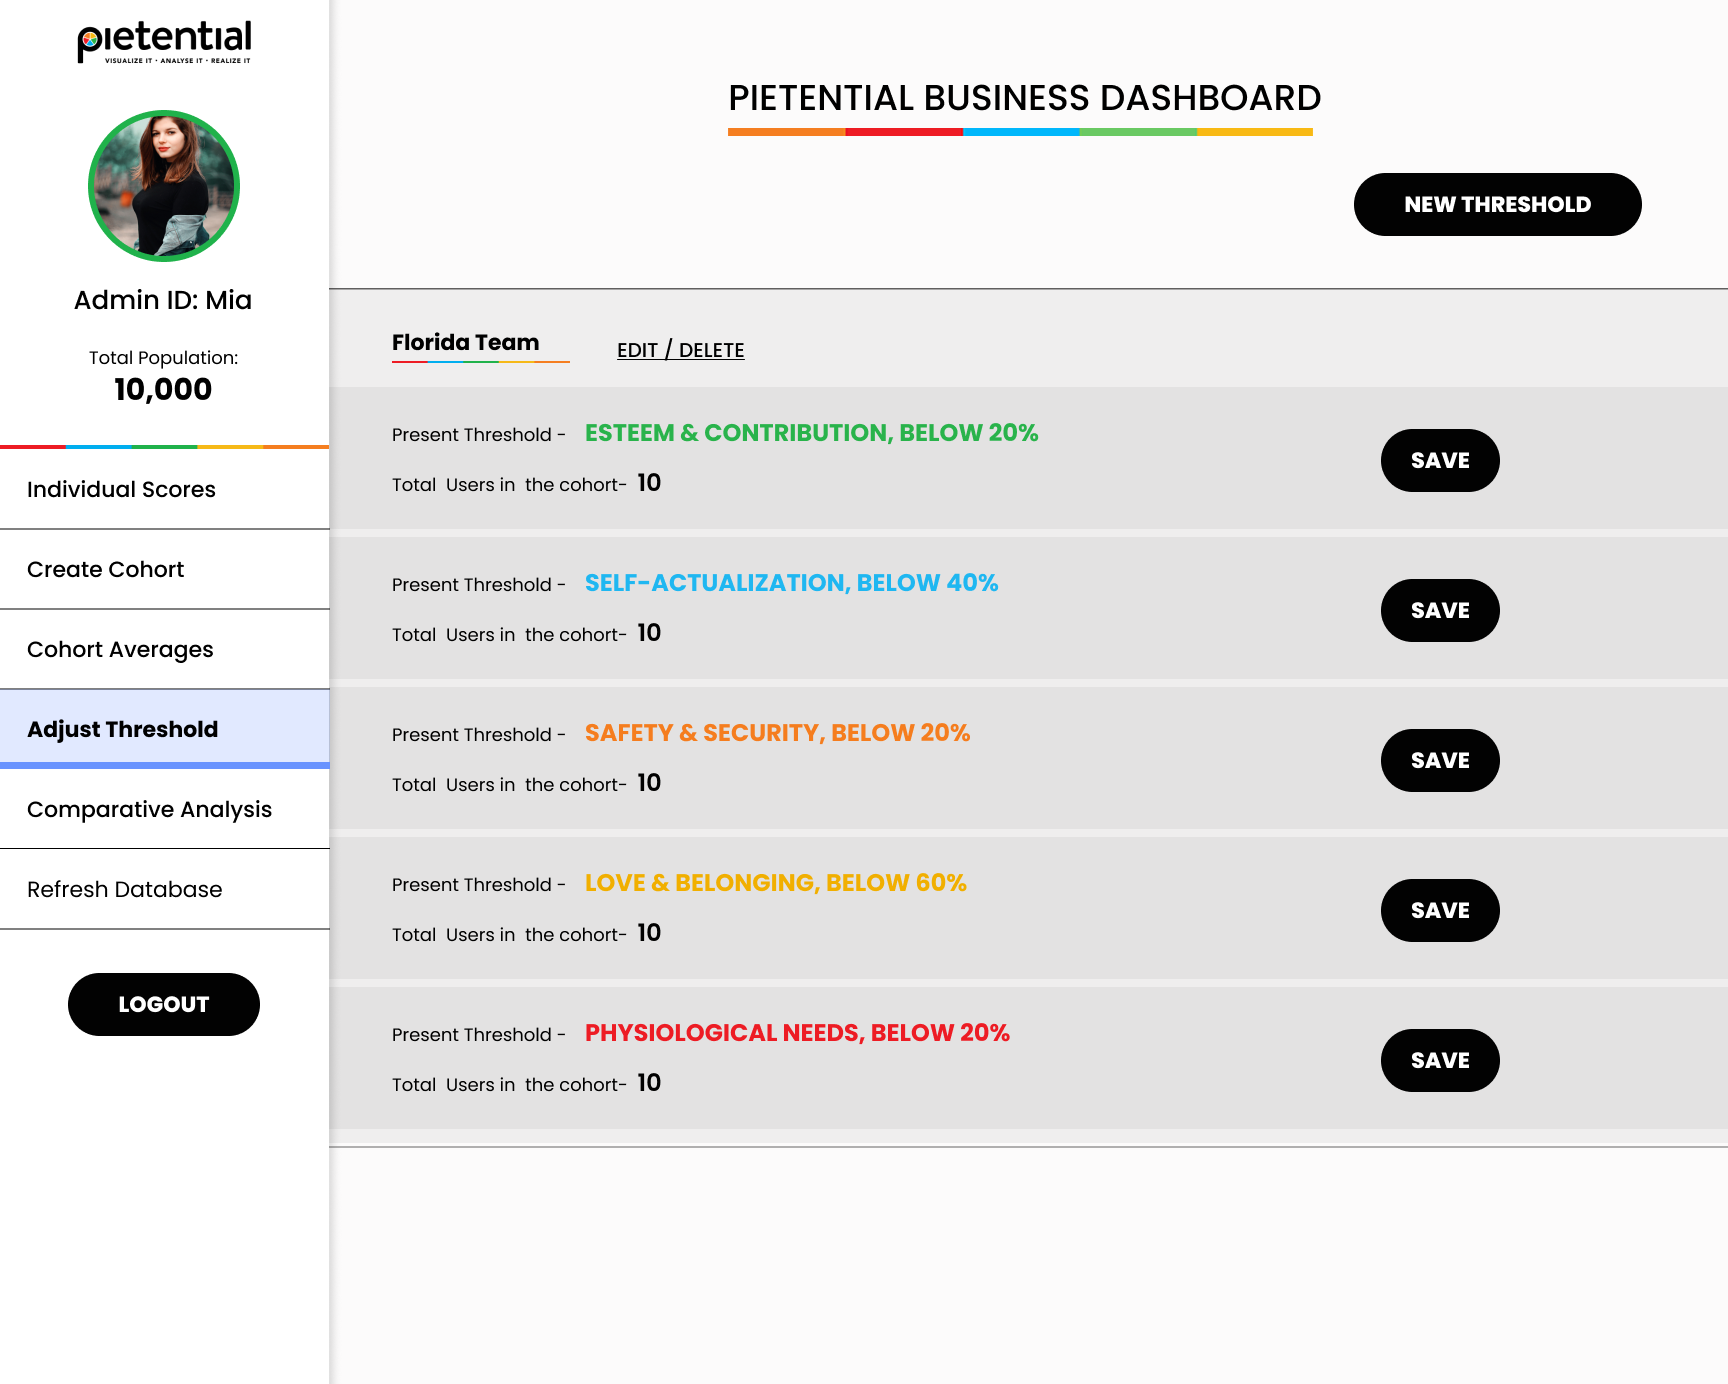 pietential
VISUALIZE IT • ANALYSE IT • REALIZE IT
Admin ID: Mia
Total Population:
10,000
Individual Scores
Create Cohort
Cohort Averages
Adjust Threshold
Comparative Analysis
Refresh Database
LOGOUT
PIETENTIAL BUSINESS DASHBOARD
NEW THRESHOLD
Florida Team EDIT / DELETE
Present Threshold - ESTEEM & CONTRIBUTION, BELOW 20%
Total Users in the cohort- 10
SAVE
Present Threshold - SELF-ACTUALIZATION, BELOW 40%
Total Users in the cohort- 10
SAVE
Present Threshold - SAFETY & SECURITY, BELOW 20%
Total Users in the cohort- 10
SAVE
Present Threshold - LOVE & BELONGING, BELOW 60%
Total Users in the cohort- 10
SAVE
Present Threshold - PHYSIOLOGICAL NEEDS, BELOW 20%
Total Users in the cohort- 10
SAVE